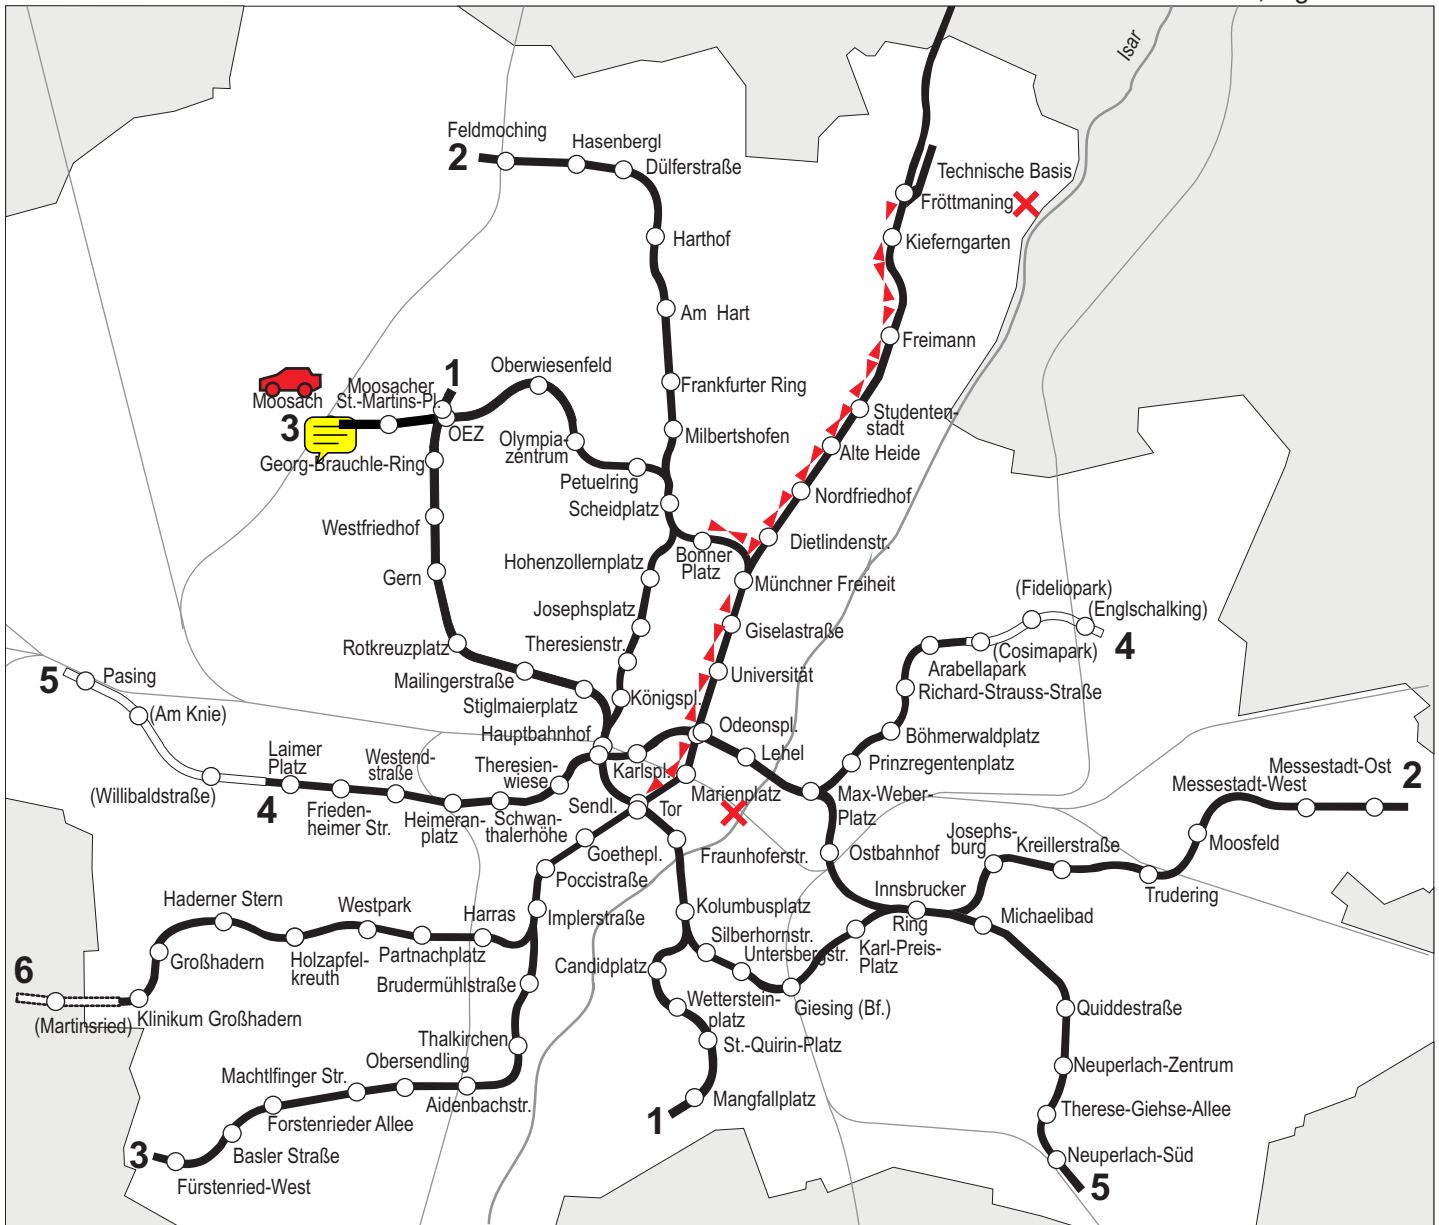 Isar
Feldmoching
2
Hasenbergl
Dülferstraße
Technische Basis
Fröttmaning
Harthof
Kieferngarten
Am Hart
Freimann
Oberwiesenfeld
1
Moosacher
St.-Martins-Pl.
Moosach
3
OEZ
Frankfurter Ring
Studenten-
stadt
Milbertshofen
Olympia-
zentrum
Alte Heide
Georg-Brauchle-Ring
Petuelring
Nordfriedhof
Scheidplatz
Westfriedhof
Dietlindenstr.
Bonner
Platz
Hohenzollernplatz
Gern
Münchner Freiheit
(Fideliopark)
(Englschalking)
4
Josephsplatz
Giselastraße
(Cosimapark)
Rotkreuzplatz
Theresienstr.
Arabellapark
5
Pasing
Mailingerstraße
Universität
Richard-Strauss-Straße
(Am Knie)
Stiglmaierplatz
Königspl.
Hauptbahnhof
Odeonspl.
Böhmerwaldplatz
Lehel
Laimer
Platz
Westend-
straße
Theresien-
wiese
Karlspl.
Prinzregentenplatz
Messestadt-Ost
2
Messestadt-West
(Willibaldstraße)
4
Frieden-
heimer Str.
Heimeran-
platz
Schwan-
thalerhöhe
Sendl.
Tor
Marienplatz
Max-Weber-
Platz
Goethepl.
Fraunhoferstr.
Ostbahnhof
Josephs-
burg
Kreillerstraße
Moosfeld
Poccistraße
Innsbrucker
Ring
Trudering
Haderner Stern
Westpark
Harras
Implerstraße
Kolumbusplatz
Michaelibad
Großhadern
Holzapfel-
kreuth
Partnachplatz
Silberhornstr.
Untersbergstr.
Karl-Preis-
Platz
6
Brudermühlstraße
Candidplatz
(Martinsried)
Klinikum Großhadern
Wetterstein-
platz
Giesing (Bf.)
Quiddestraße
Thalkirchen
St.-Quirin-Platz
Obersendling
Machtlfinger Str.
Neuperlach-Zentrum
Aidenbachstr.
Mangfallplatz
1
Forstenrieder Allee
Therese-Giehse-Allee
3
Basler Straße
Neuperlach-Süd
Fürstenried-West
5